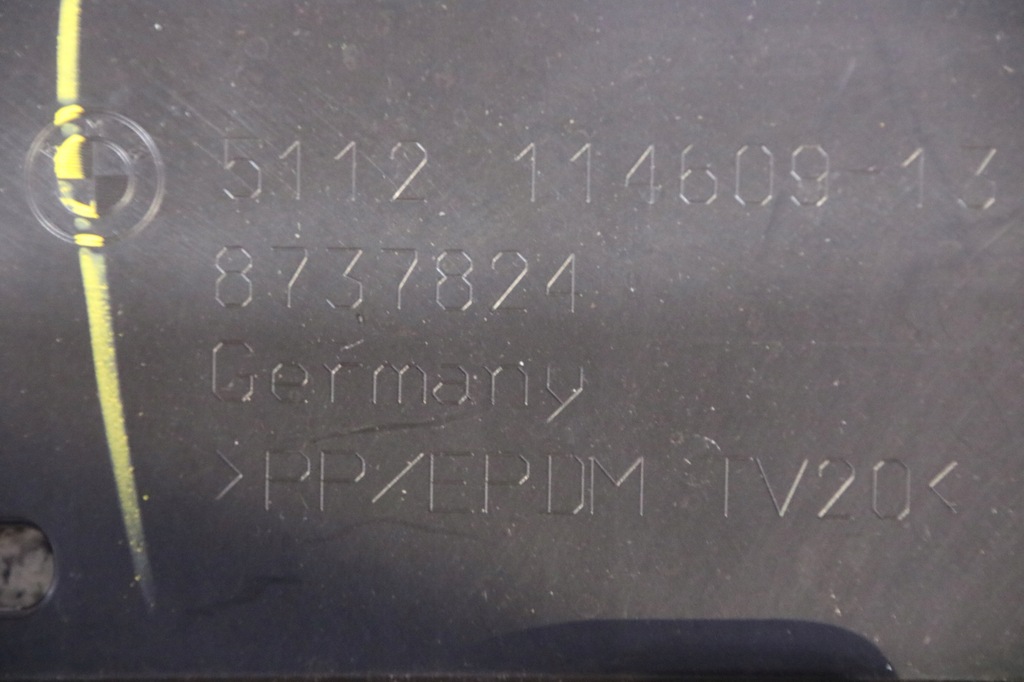 5112 114609-13
8737824
Germany
>PP/EPDM TV20<